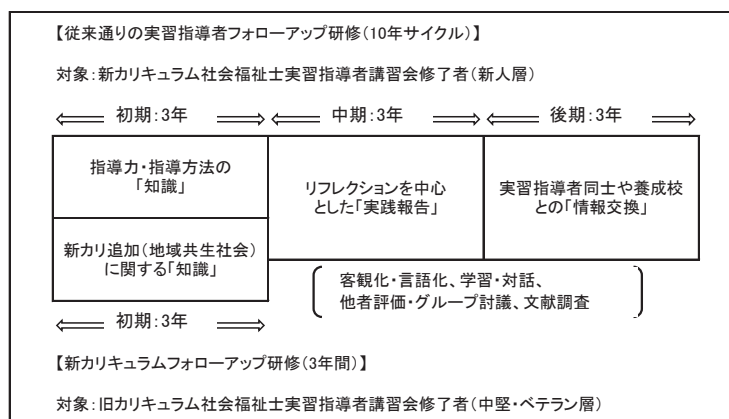 【従来通りの実習指導者フォローアップ研修(10年サイクル)】
対象:新カリキュラム社会福祉士実習指導者講習会修了者(新人層)
初期:3年
中期:3年
後期:3年
指導力・指導方法の
「知識」
新カリ追加(地域共生社会)
に関する「知識」
リフレクションを中心
とした「実践報告」
実習指導者同士や養成校
との「情報交換」
客観化・言語化、学習・対話、
他者評価・グループ討議、文献調査
初期:3年
【新カリキュラムフォローアップ研修(3年間)】
対象:旧カリキュラム社会福祉士実習指導者講習会修了者(中堅・ベテラン層)